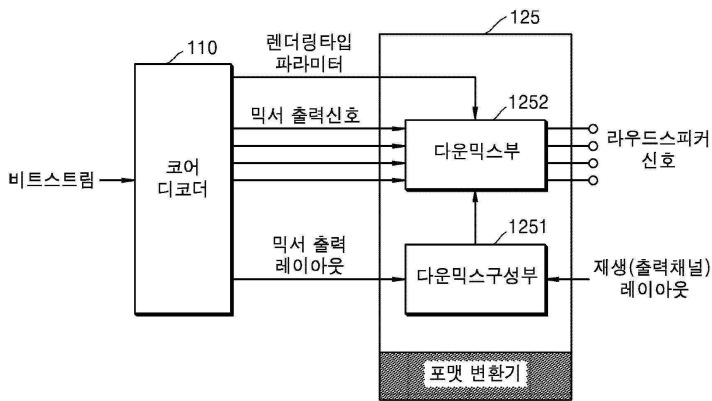 110
125
렌더링타입
파라미터
1252
믹서 출력신호
다운믹스부
라우드스피커
신호
코어
디코더
비트스트림
1251
믹서 출력
레이아웃
다운믹스구성부
재생(출력채널)
레이아웃
포맷 변환기